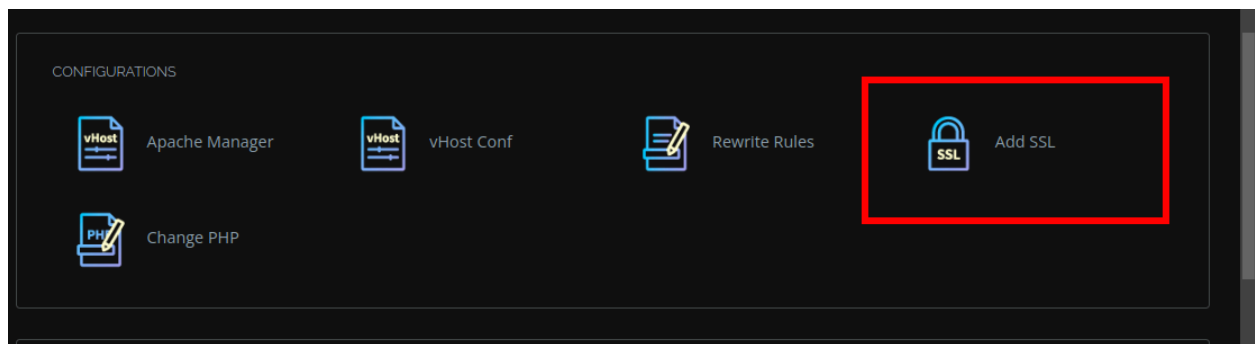 CONFIGURATIONS
vHost Apache Manager vHost vHost Conf Rewrite Rules SSL Add SSL
PHP Change PHP